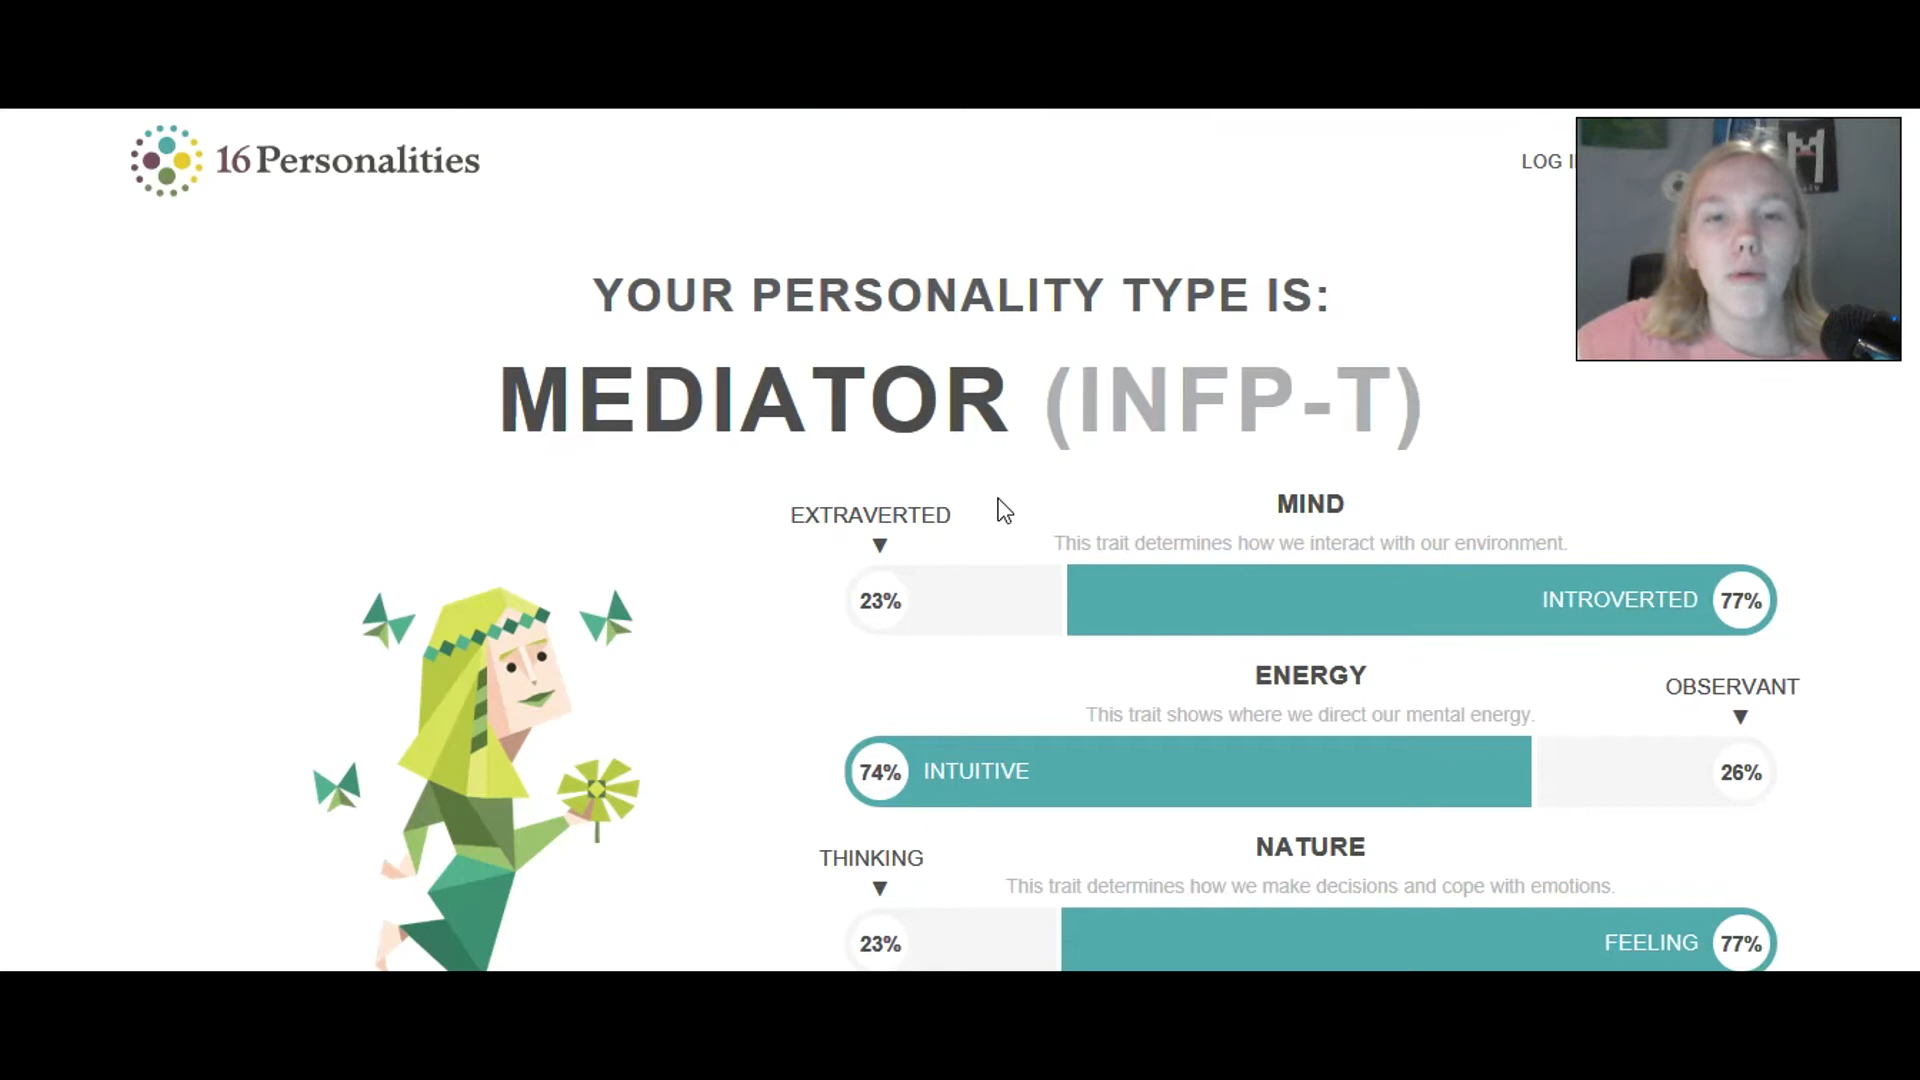 16Personalities
LOG I
YOUR PERSONALITY TYPE IS:
MEDIATOR (INFP-T)
MIND
EXTRAVERTED
This trait determines how we interact with our environment.
23%
INTROVERTED 77%
ENERGY
OBSERVANT
This trait shows where we direct our mental energy.
74% INTUITIVE
26%
NATURE
THINKING
This trait determines how we make decisions and cope with emotions.
23%
FEELING 77%